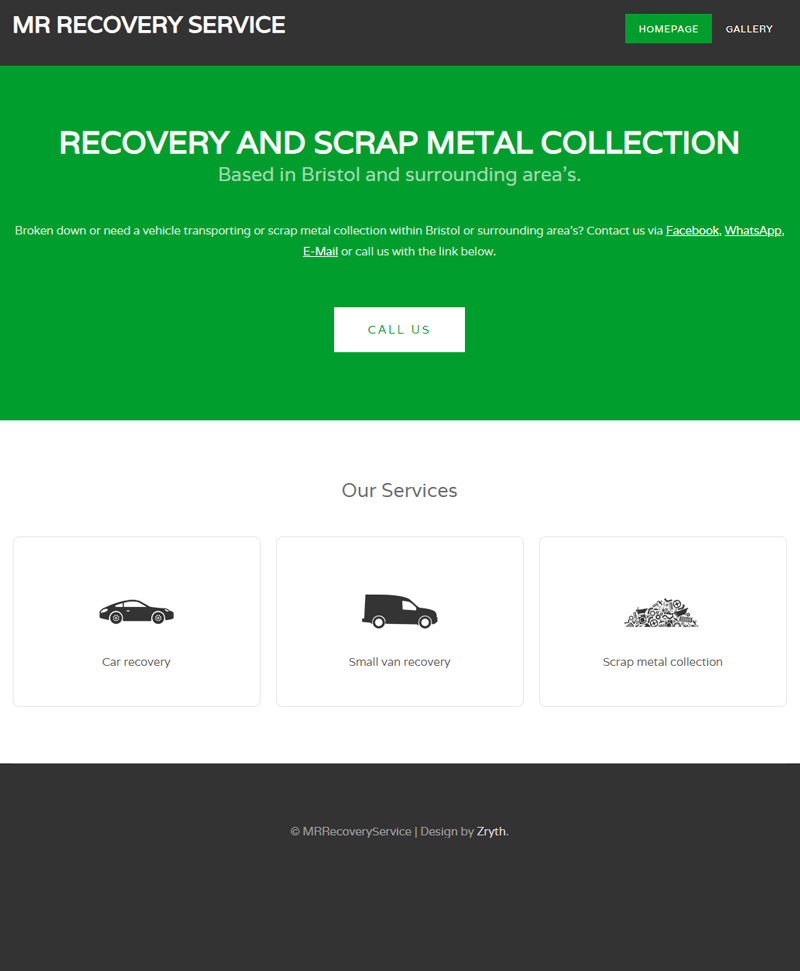 MR RECOVERY SERVICE
HOMEPAGE
GALLERY
RECOVERY AND SCRAP METAL COLLECTION
Based in Bristol and surrounding area's.
Broken down or need a vehicle transporting or scrap metal collection within Bristol or surrounding area's? Contact us via Facebook, WhatsApp,
E-Mail or call us with the link below.
CALL US
Our Services
Car recovery
Small van recovery
Scrap metal collection
© MRRecoveryService | Design by Zryth.